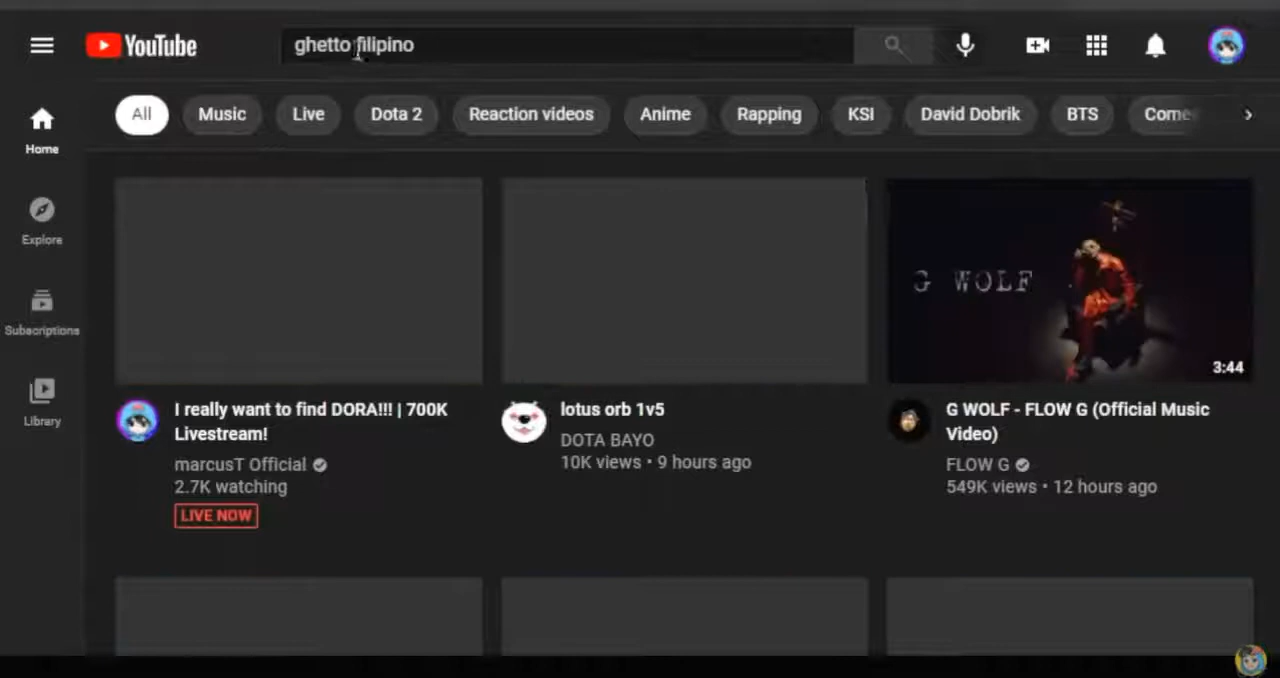 YouTube
ghetto filipino
All
Music
Live
Dota 2
Reaction videos
Anime
Rapping
KSI
David Dobrik
BTS
Home
Explore
Subscriptions
Library
G WOLF
3:44
I really want to find DORA!!! | 700K
Livestream!
marcusT Official
2.7K watching
LIVE NOW
lotus orb 1v5
DOTA BAYO
10K views • 9 hours ago
G WOLF - FLOW G (Official Music
Video)
FLOW G
549K views • 12 hours ago